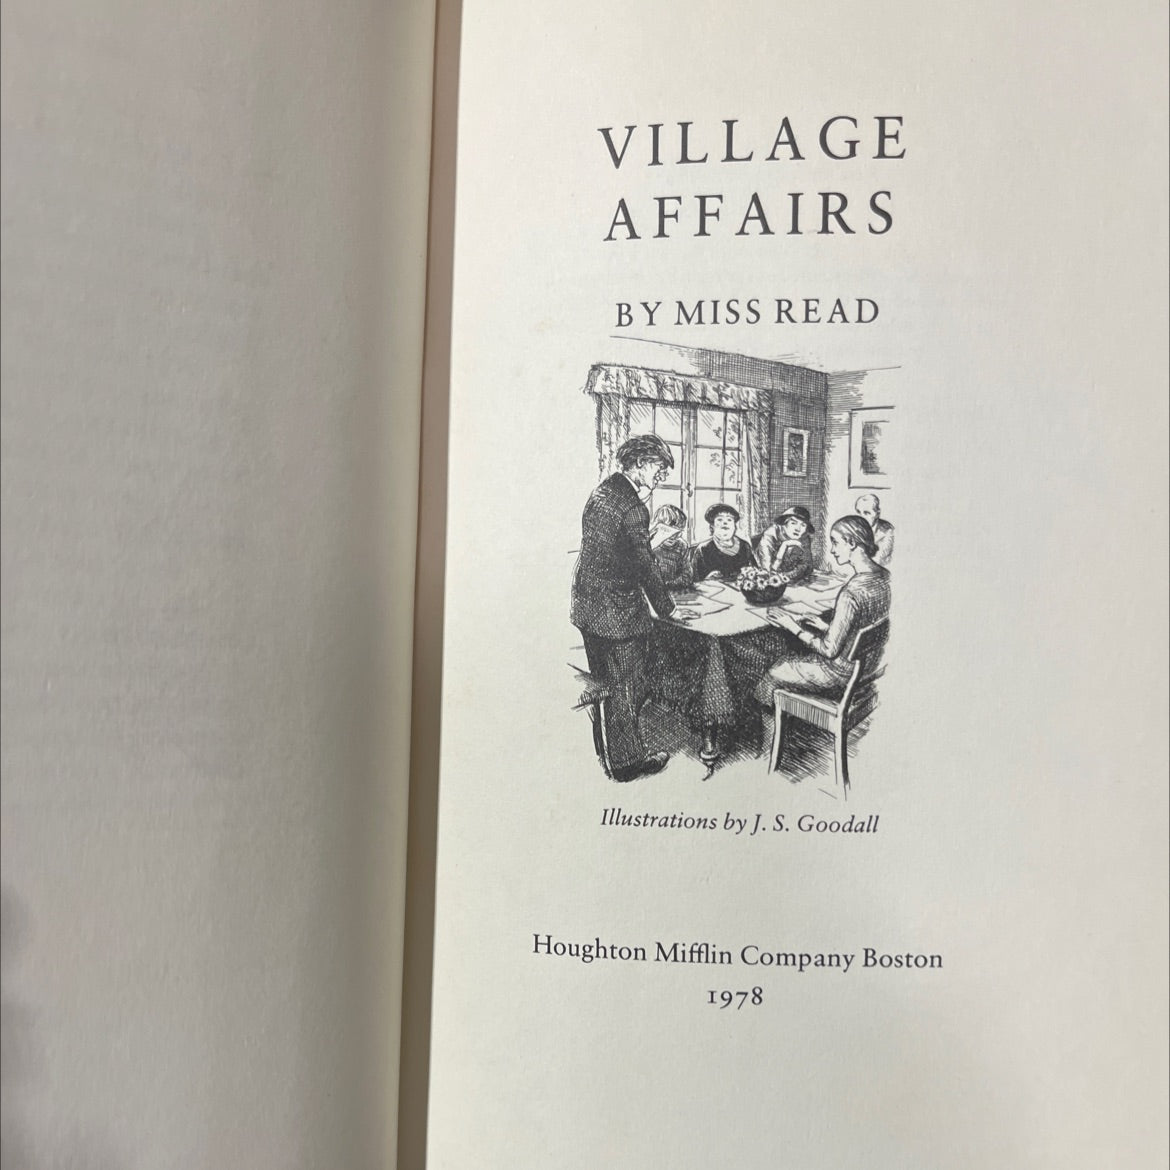 VILLAGE
AFFAIRS
BY MISS READ
Illustrations by J. S. Goodall
Houghton Mifflin Company Boston
1978